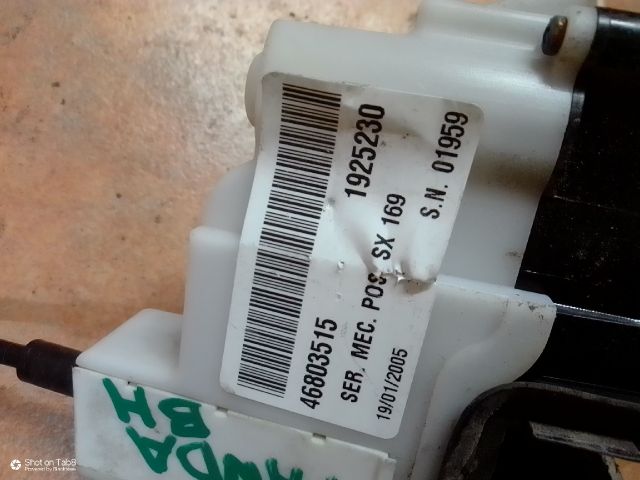 46803515 1925230
SER. MEC. POS. SX 169
19/01/2005 S.N. 01959
BH
Shot on Tab8